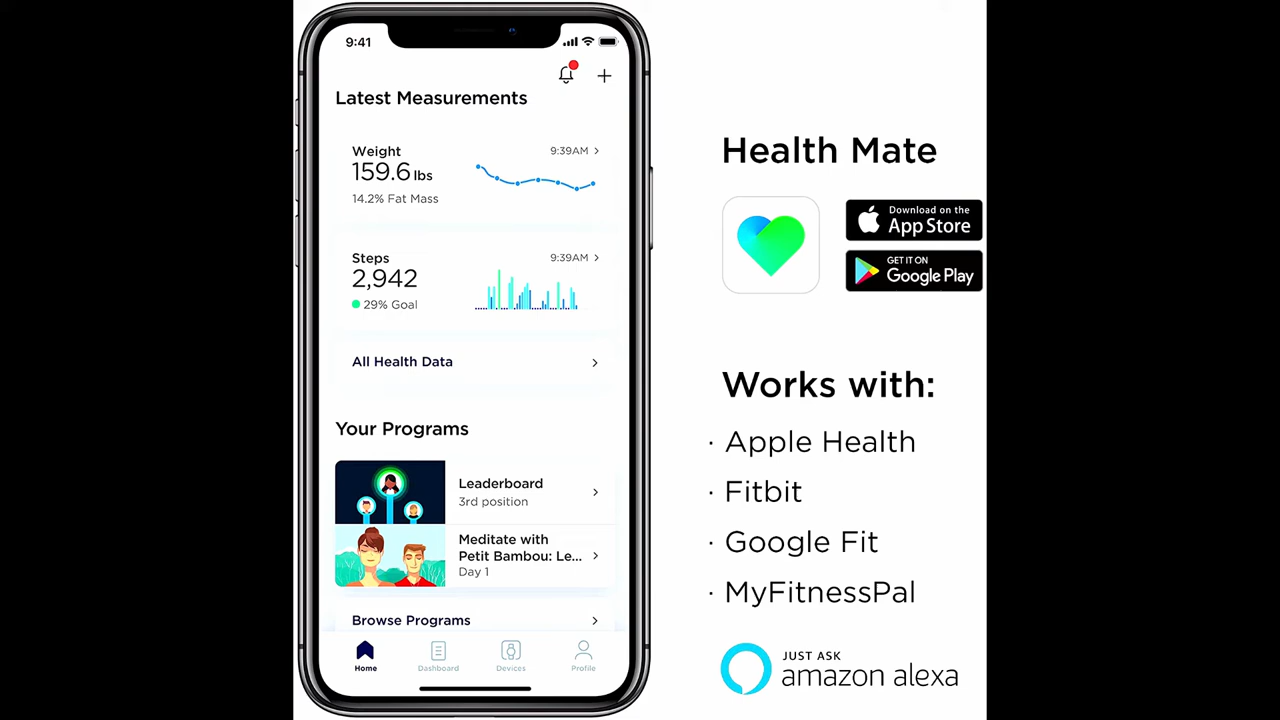 9:41
Latest Measurements
Weight
9:39AM
159.6 lbs
14.2% Fat Mass
Steps
9:39AM
2,942
29% Goal
All Health Data
Your Programs
Leaderboard
3rd position
Meditate with
Petit Bambou: Le...
Day 1
Browse Programs
Home
Dashboard
Devices
Profile
Health Mate
Download on the
App Store
GET IT ON
Google Play
Works with:
· Apple Health
· Fitbit
· Google Fit
· MyFitnessPal
JUST ASK
amazon alexa